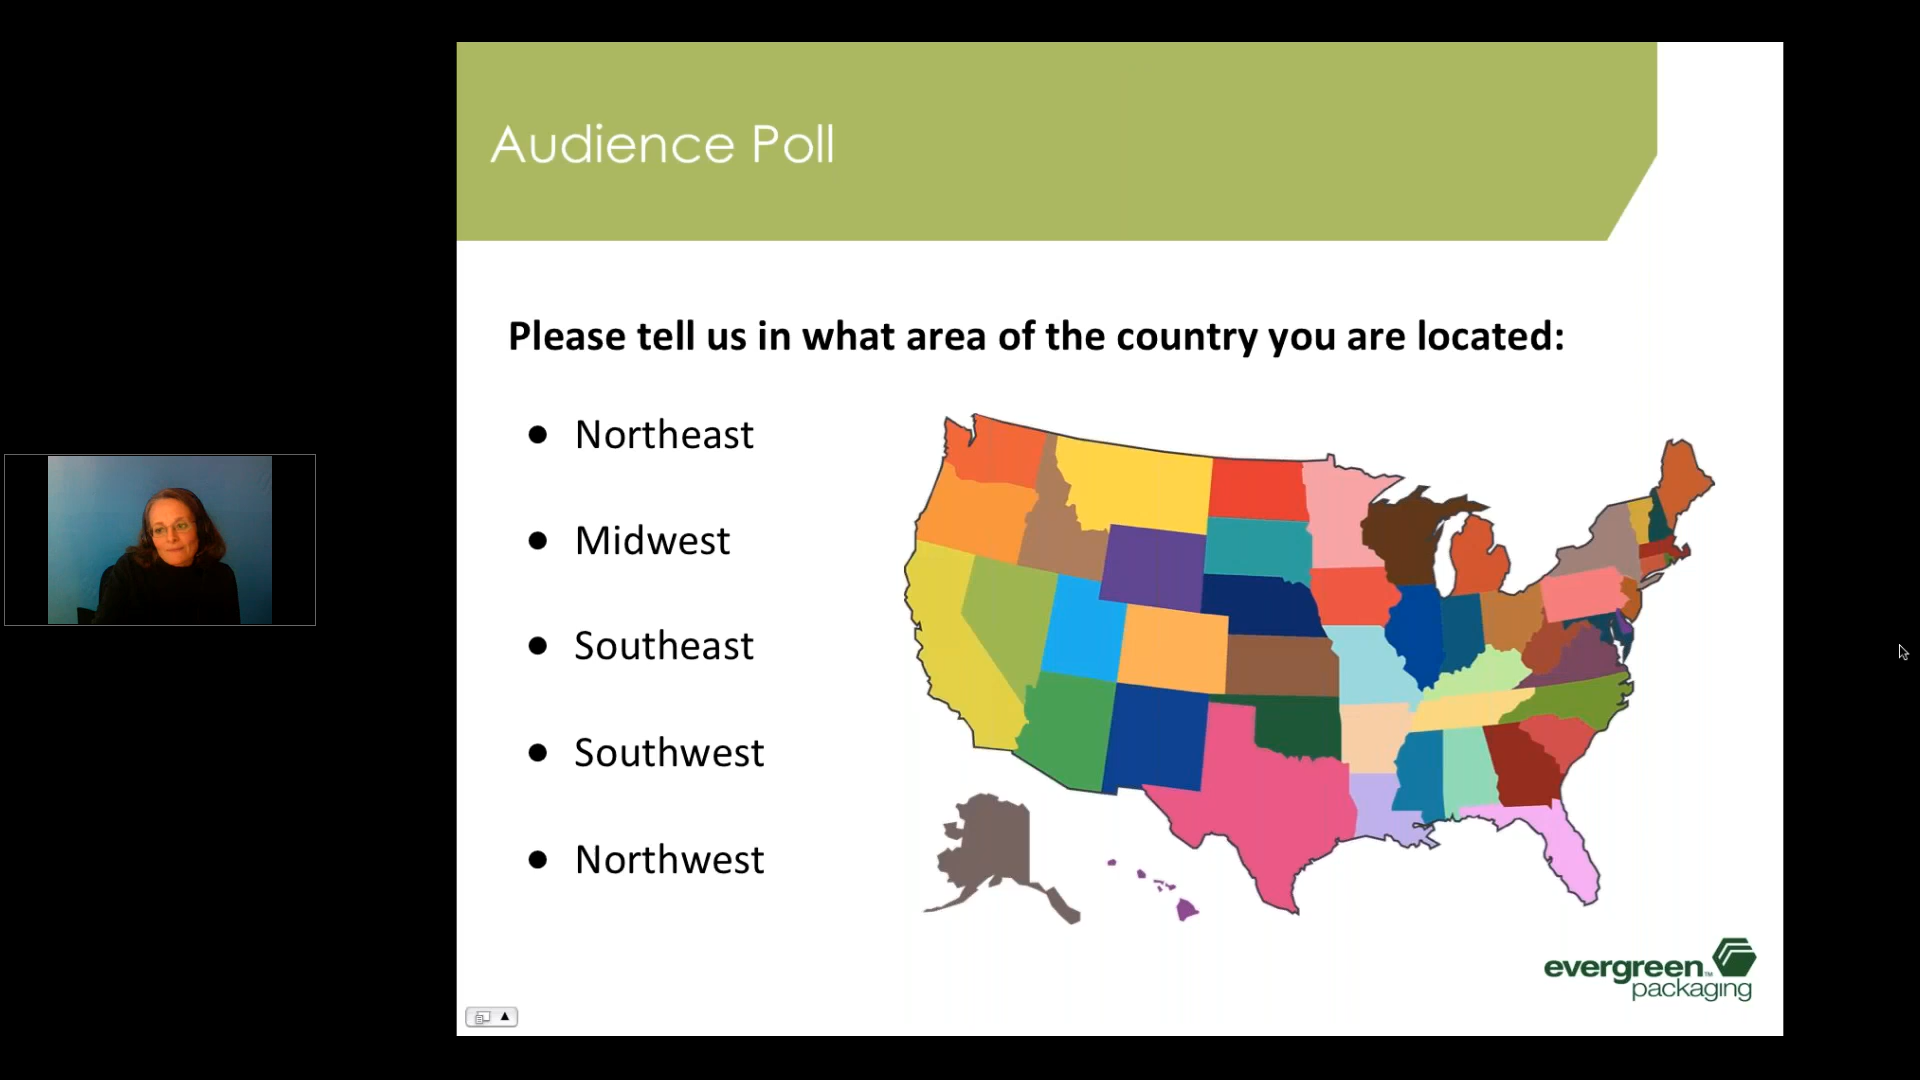 Audience Poll
Please tell us in what area of the country you are located:
● Northeast
● Midwest
● Southeast
● Southwest
● Northwest
evergreen™
packaging